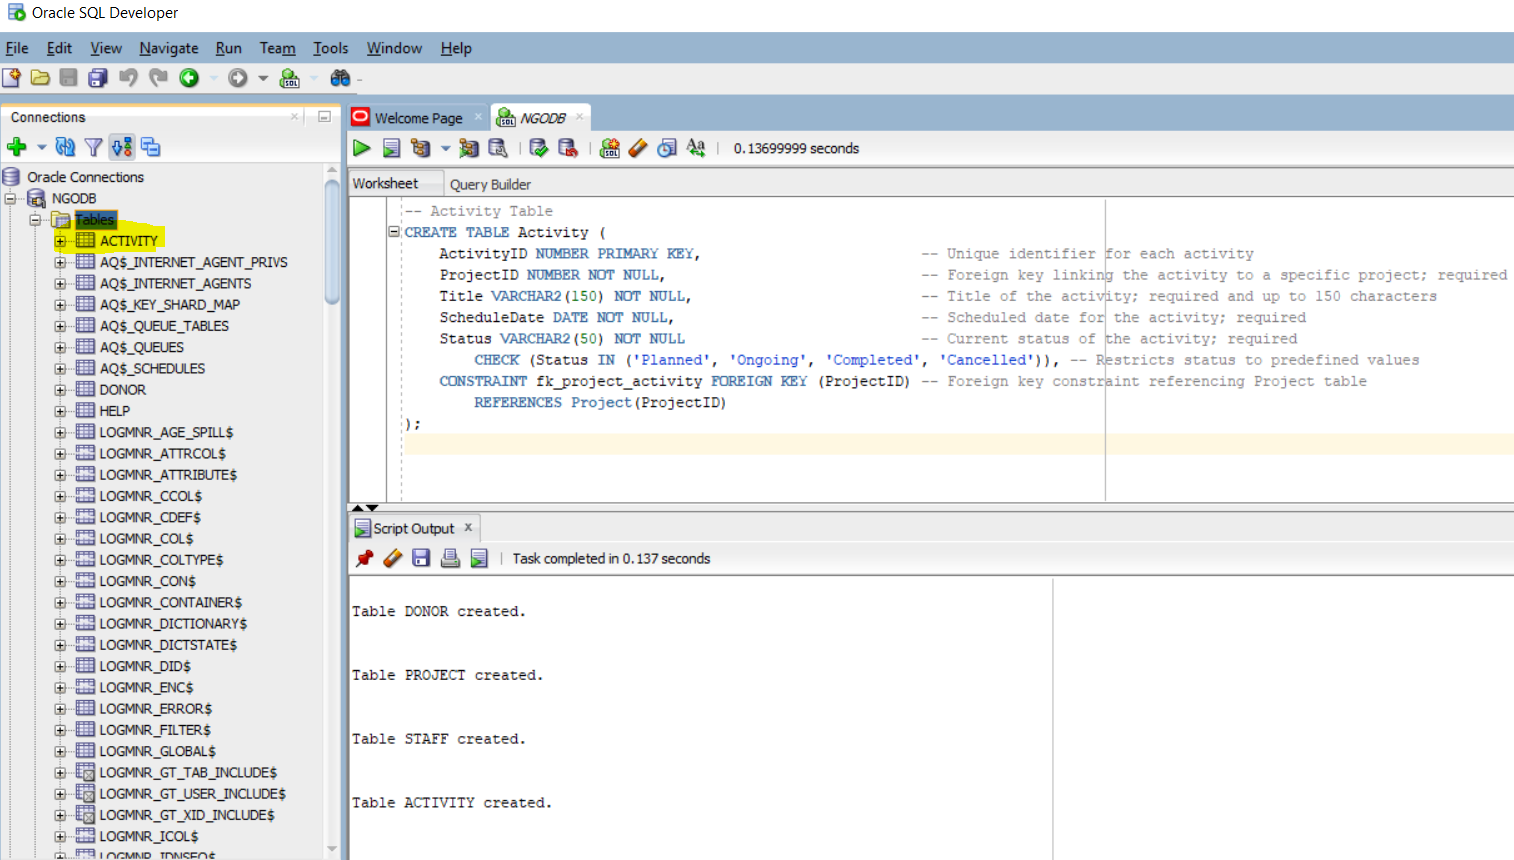 Oracle SQL Developer
File Edit View Navigate Run Team Tools Window Help
Connections
Oracle Connections
NGODB
Tables
ACTIVITY
AQ$_INTERNET_AGENT_PRIVS
AQ$_INTERNET_AGENTS
AQ$_KEY_SHARD_MAP
AQ$_QUEUE_TABLES
AQ$_QUEUES
AQ$_SCHEDULES
DONOR
HELP
LOGMNR_AGE_SPILL$
LOGMNR_ATTRCOL$
LOGMNR_ATTRIBUTE$
LOGMNR_CCOL$
LOGMNR_CDEF$
LOGMNR_COL$
LOGMNR_COLTYPE$
LOGMNR_CON$
LOGMNR_CONTAINER$
LOGMNR_DICTIONARY$
LOGMNR_DICTSTATE$
LOGMNR_DID$
LOGMNR_ENC$
LOGMNR_ERROR$
LOGMNR_FILTER$
LOGMNR_GLOBAL$
LOGMNR_GT_TAB_INCLUDE$
LOGMNR_GT_USER_INCLUDE$
LOGMNR_GT_XID_INCLUDE$
LOGMNR_ICOL$
LOGMNR_IDNSEQ$
Welcome Page NGODB
0.13699999 seconds
Worksheet Query Builder
-- Activity Table
CREATE TABLE Activity (
ActivityID NUMBER PRIMARY KEY, -- Unique identifier for each activity
ProjectID NUMBER NOT NULL, -- Foreign key linking the activity to a specific project; required
Title VARCHAR2(150) NOT NULL, -- Title of the activity; required and up to 150 characters
ScheduleDate DATE NOT NULL, -- Scheduled date for the activity; required
Status VARCHAR2(50) NOT NULL -- Current status of the activity; required
CHECK (Status IN ('Planned', 'Ongoing', 'Completed', 'Cancelled')), -- Restricts status to predefined values
CONSTRAINT fk_project_activity FOREIGN KEY (ProjectID) -- Foreign key constraint referencing Project table
REFERENCES Project(ProjectID)
);
Script Output
Task completed in 0.137 seconds
Table DONOR created.
Table PROJECT created.
Table STAFF created.
Table ACTIVITY created.